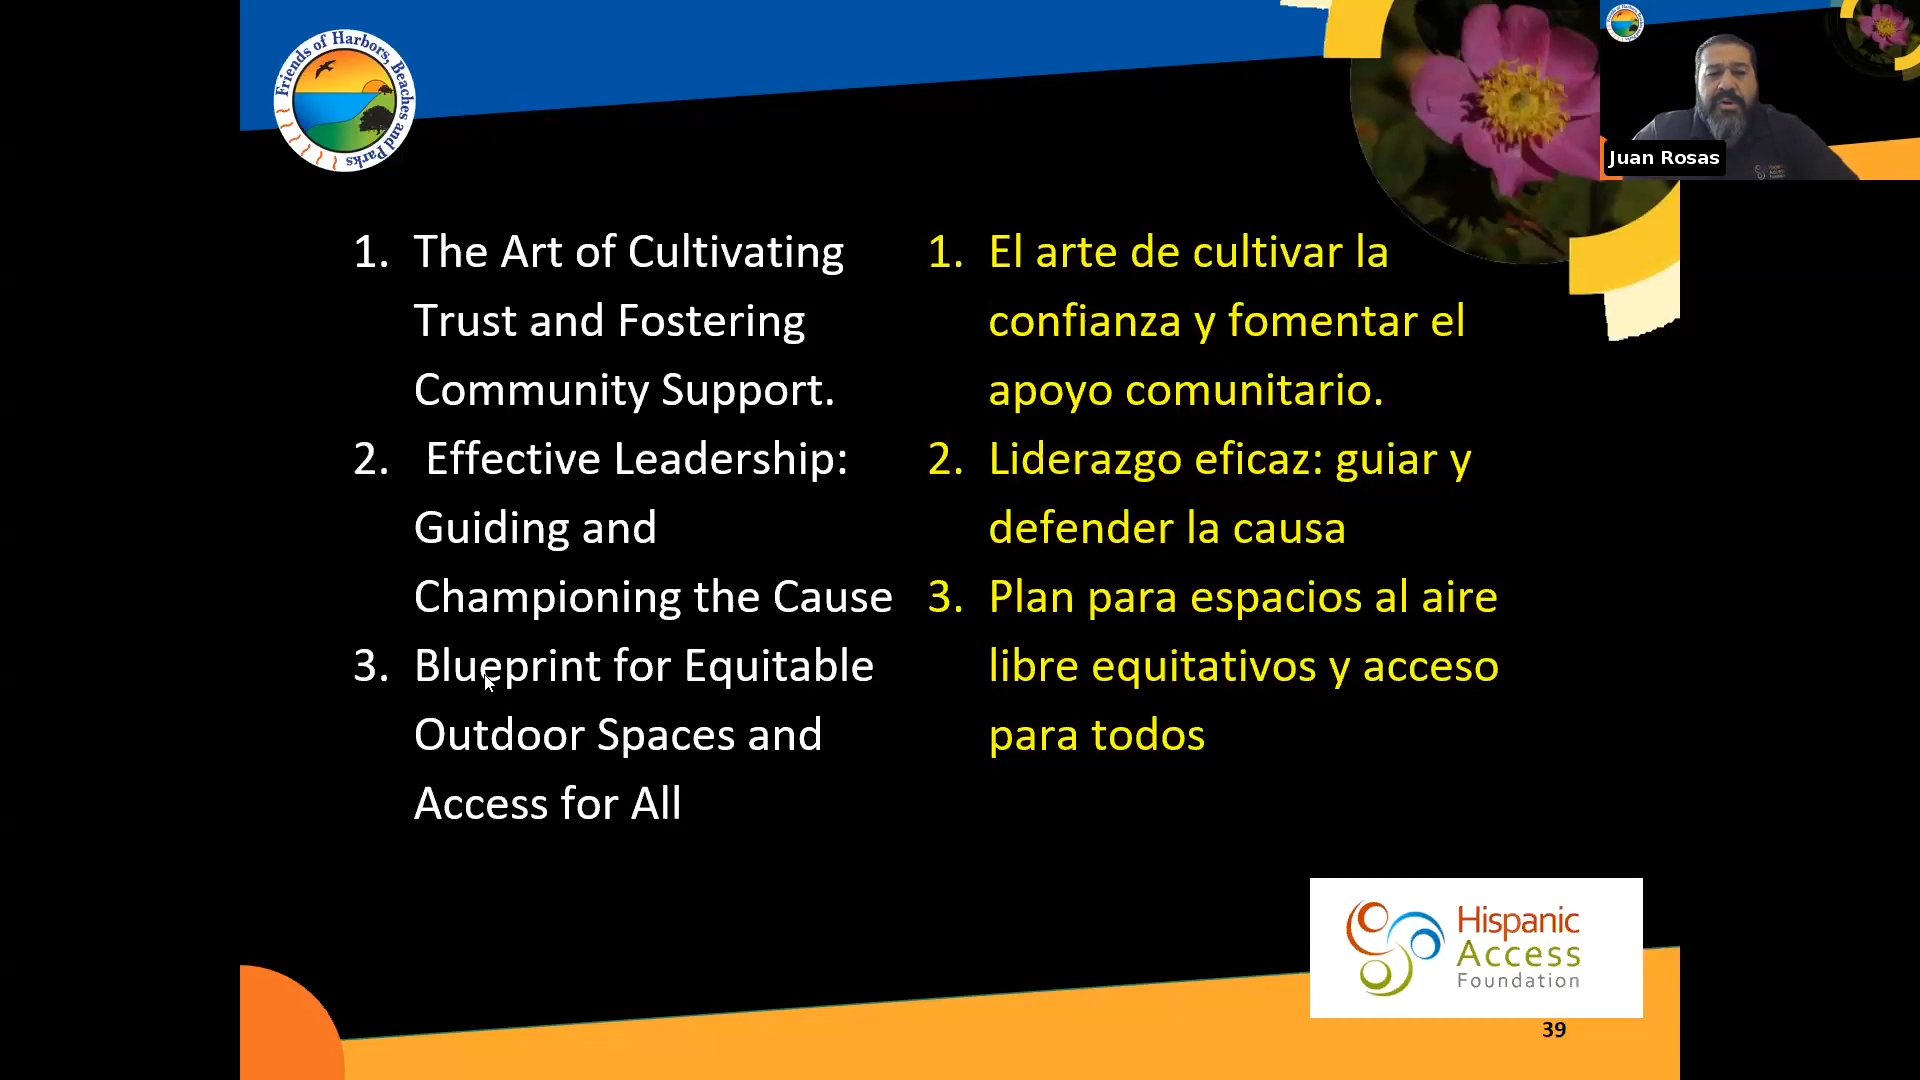 Friends of Harbors, Beaches and Parks
Juan Rosas
1. The Art of Cultivating
Trust and Fostering
Community Support.
2. Effective Leadership:
Guiding and
Championing the Cause
3. Blueprint for Equitable
Outdoor Spaces and
Access for All
1. El arte de cultivar la
confianza y fomentar el
apoyo comunitario.
2. Liderazgo eficaz: guiar y
defender la causa
3. Plan para espacios al aire
libre equitativos y acceso
para todos
Hispanic
Access
Foundation
39